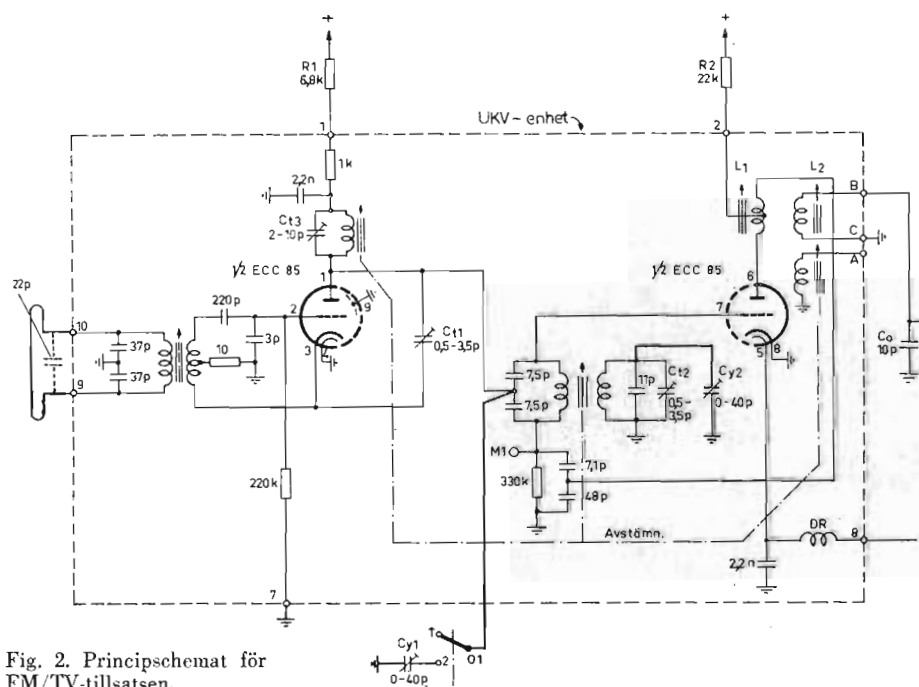 +
+
R1
6,8k
R2
22k
UKV-enhet
1
2
1k
2,2n
L1
L2
B
C
A
Ct3
2-10p
1
½ ECC 85
9
½ ECC 85
6
7
22p
220p
2
3
4
5
8
10
37p
37p
9
10
3p
Ct1
0,5-3,5p
Co
10p
7,5p
7,5p
11p
Ct2
0,5-
3,5p
Cy2
0-40p
M1
330k
7,1p
48p
220k
Avstämn.
DR
8
2,2n
7
Cy1
0-40p
1
2
O1
Fig. 2. Principschemat för
FM/TV-tillsatsen.